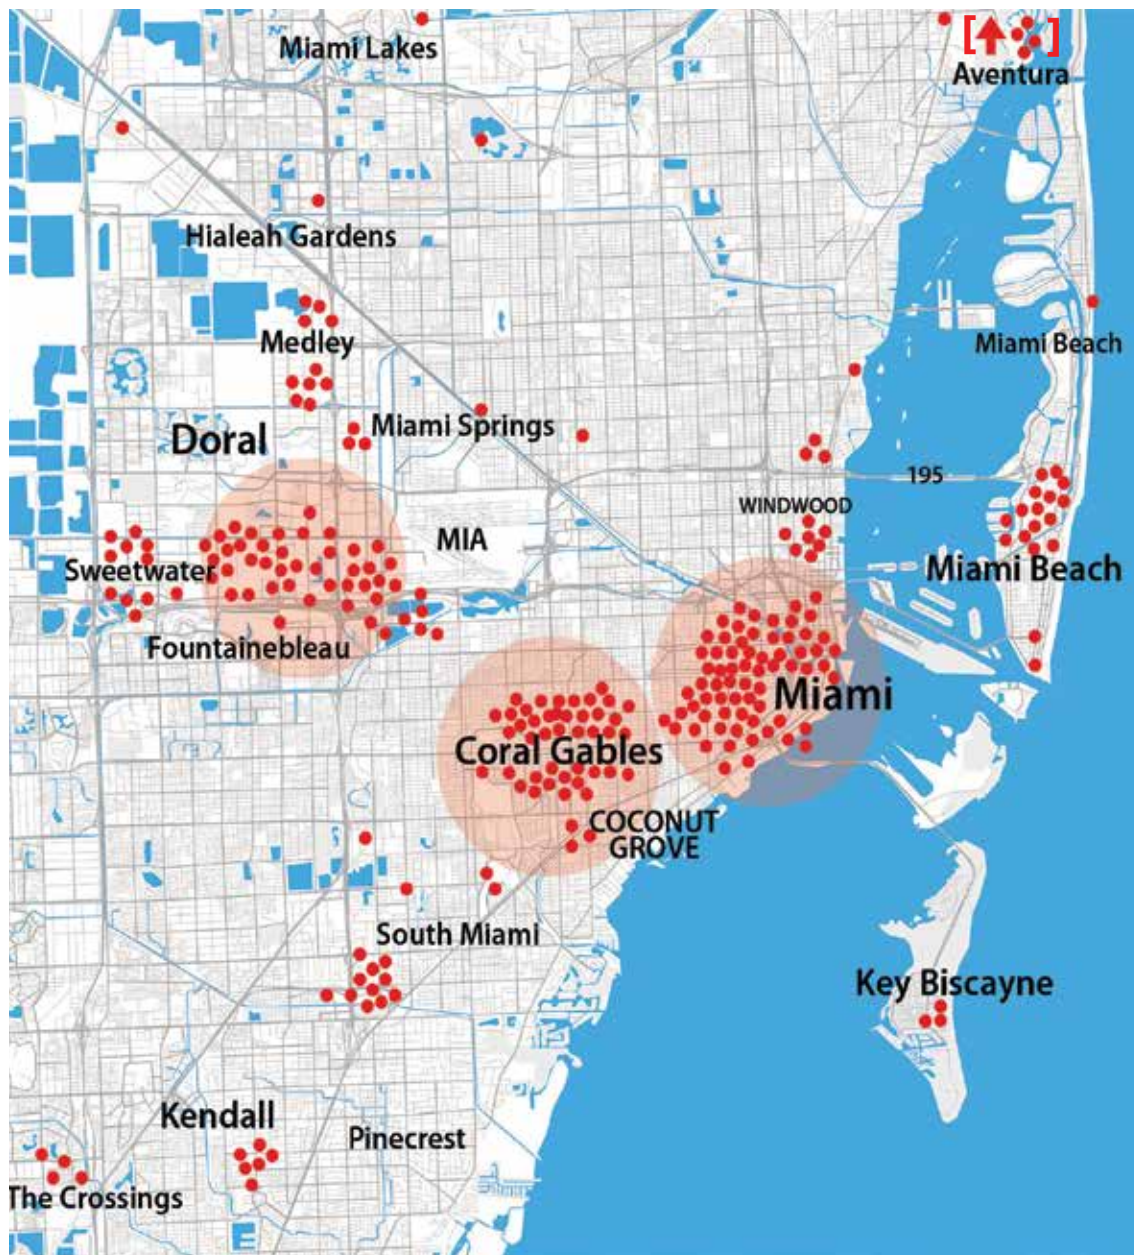 Miami Lakes
[ ]
Aventura
Hialeah Gardens
Medley
Miami Beach
Doral
Miami Springs
195
WINDWOOD
MIA
Sweetwater
Miami Beach
Fountainebleau
Miami
Coral Gables
COCONUT
GROVE
South Miami
Key Biscayne
Kendall
Pinecrest
The Crossings